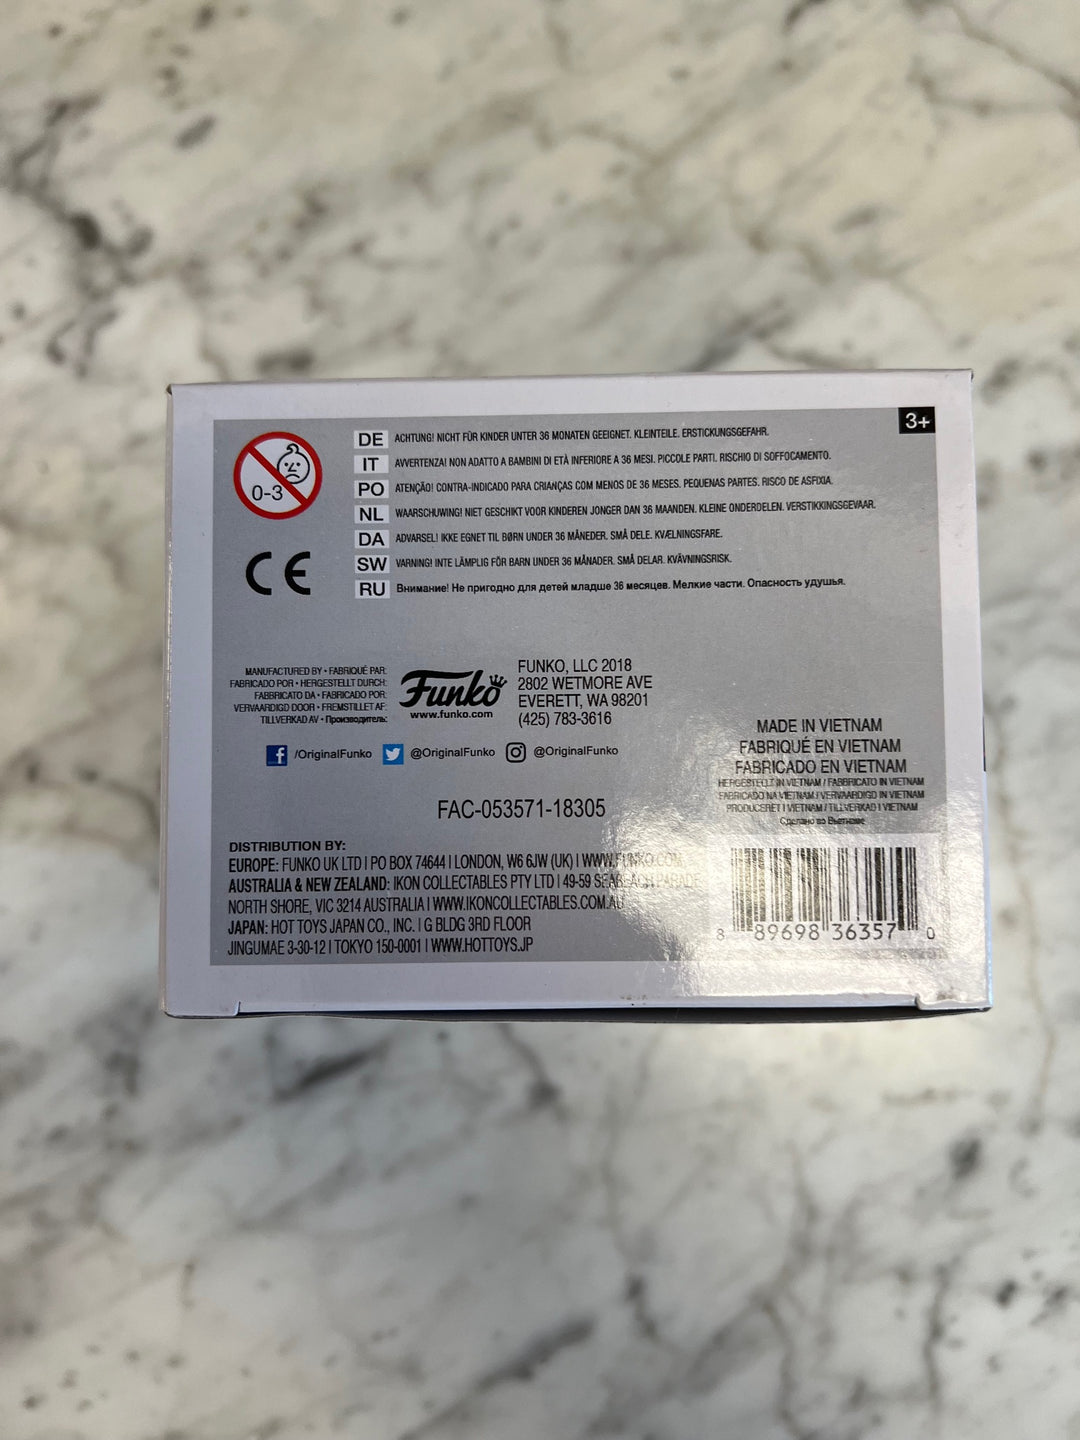 3+
0-3
DE ACHTUNG! NICHT FÜR KINDER UNTER 36 MONATEN GEEIGNET. KLEINTEILE. ERSTICKUNGSGEFAHR.
IT AVVERTENZA! NON ADATTO A BAMBINI DI ETÀ INFERIORE A 36 MESI. PICCOLE PARTI. RISCHIO DI SOFFOCAMENTO.
PO ATENÇÃO! CONTRA-INDICADO PARA CRIANÇAS COM MENOS DE 36 MESES. PEQUENAS PARTES. RISCO DE ASFIXIA.
NL WAARSCHUWING! NIET GESCHIKT VOOR KINDEREN JONGER DAN 36 MAANDEN. KLEINE ONDERDELEN. VERSTIKKINGSGEVAAR.
DA ADVARSEL! IKKE EGNET TIL BØRN UNDER 36 MÅNEDER. SMÅ DELE. KVÆLNINGSFARE.
SW VARNING! INTE LÄMPLIG FÖR BARN UNDER 36 MÅNADER. SMÅ DELAR. KVÄVNINGSRISK.
RU Внимание! Не пригодно для детей младше 36 месяцев. Мелкие части. Опасность удушья.
CE
MANUFACTURED BY • FABRIQUÉ PAR:
FABRICADO POR • HERGESTELLT DURCH:
FABBRICATO DA • FABRICADO POR:
VERVAARDIGD DOOR • FREMSTILLET AF:
TILLVERKAD AV • Производитель:
Funko
www.funko.com
FUNKO, LLC 2018
2802 WETMORE AVE
EVERETT, WA 98201
(425) 783-3616
/OriginalFunko @OriginalFunko @OriginalFunko
MADE IN VIETNAM
FABRIQUÉ EN VIETNAM
FABRICADO EN VIETNAM
HERGESTELLT IN VIETNAM / FABBRICATO IN VIETNAM
FABRICADO NA VIETNAM / VERVAARDIGD IN VIETNAM
PRODUCERET I VIETNAM / TILLVERKAD I VIETNAM
Сделано во Вьетнаме
FAC-053571-18305
DISTRIBUTION BY:
EUROPE: FUNKO UK LTD | PO BOX 74644 | LONDON, W6 6JW (UK) | WWW.FUNKO.COM
AUSTRALIA & NEW ZEALAND: IKON COLLECTABLES PTY LTD | 49-59 SEABEACH PARADE
NORTH SHORE, VIC 3214 AUSTRALIA | WWW.IKONCOLLECTABLES.COM.AU
JAPAN: HOT TOYS JAPAN CO., INC. | G BLDG 3RD FLOOR
JINGUMAE 3-30-12 | TOKYO 150-0001 | WWW.HOTTOYS.JP
8 89698 36357 0